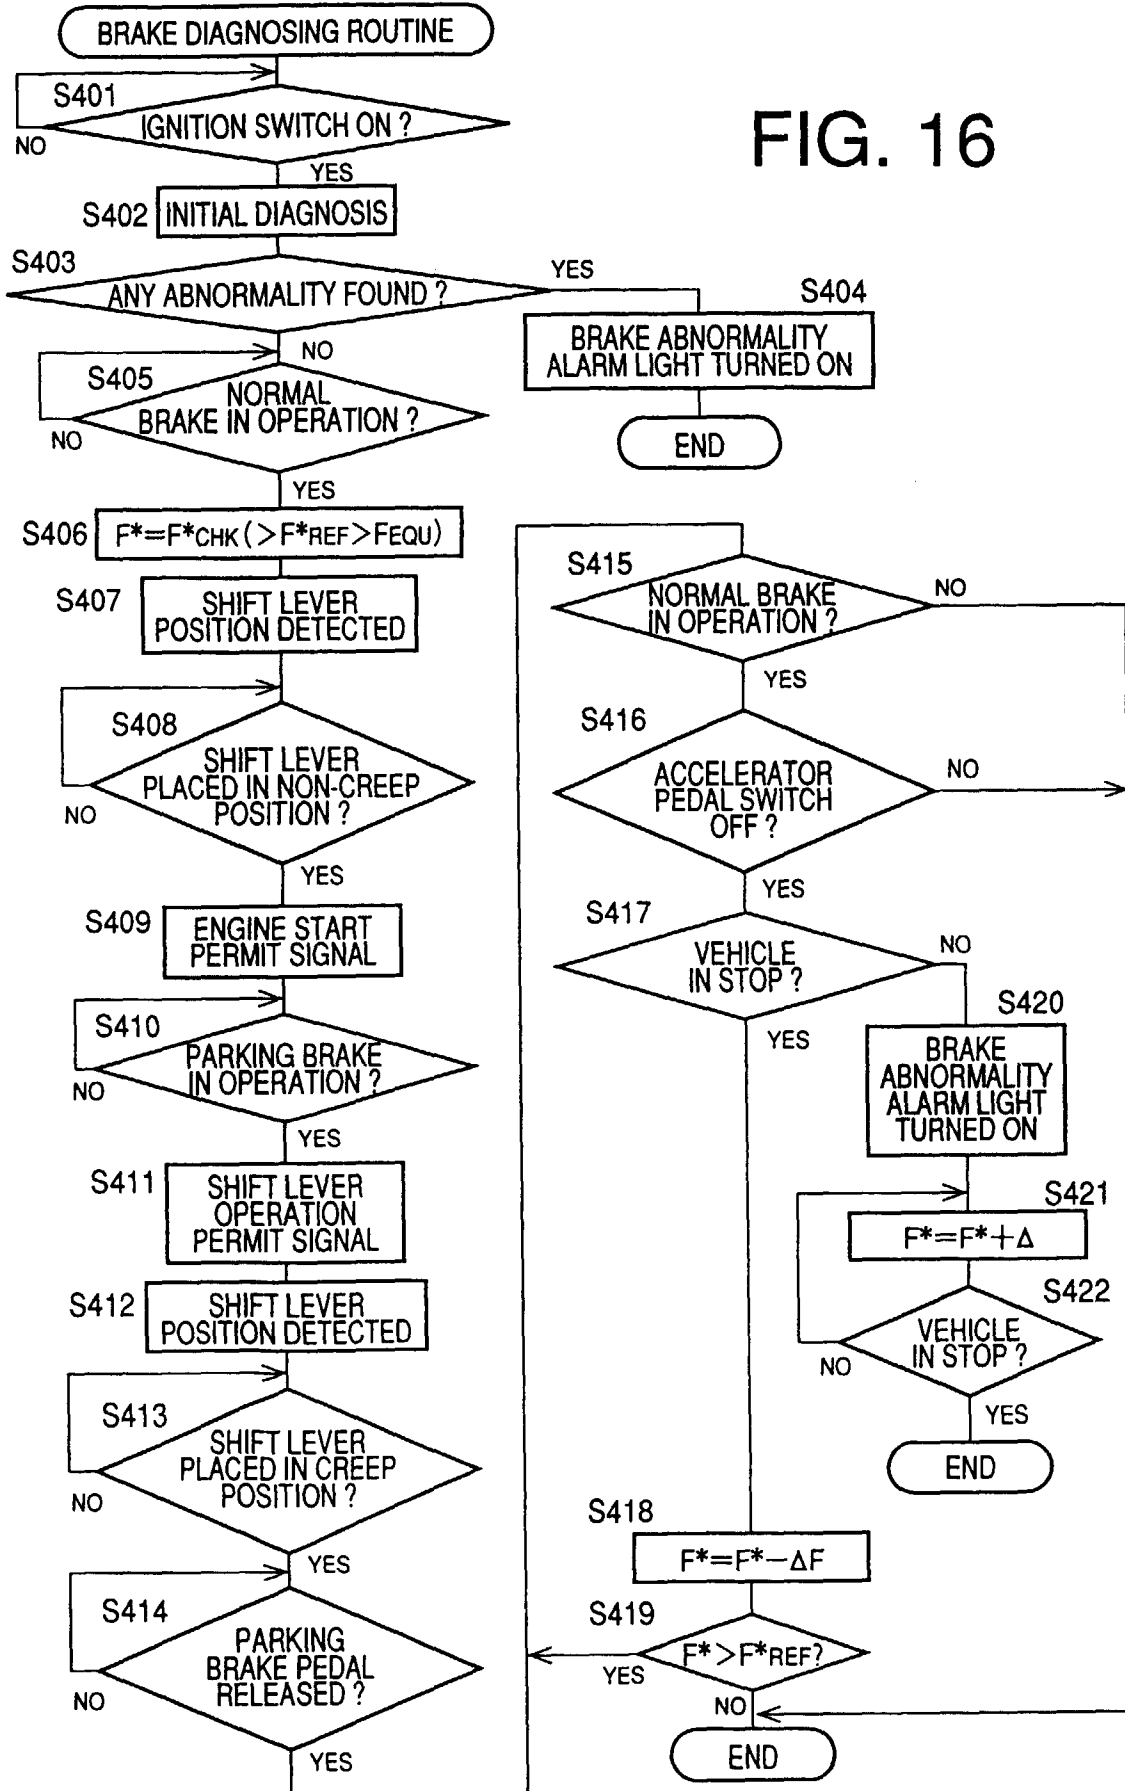 BRAKE DIAGNOSING ROUTINE
S401
IGNITION SWITCH ON ?
NO
YES
FIG. 16
S402
INITIAL DIAGNOSIS
S403
ANY ABNORMALITY FOUND ?
YES
NO
S404
BRAKE ABNORMALITY
ALARM LIGHT TURNED ON
END
S405
NORMAL
BRAKE IN OPERATION ?
NO
YES
S406
F*=F*CHK (>F*REF>FEQU)
S407
SHIFT LEVER
POSITION DETECTED
S408
SHIFT LEVER
PLACED IN NON-CREEP
POSITION ?
NO
YES
S409
ENGINE START
PERMIT SIGNAL
S410
PARKING BRAKE
IN OPERATION ?
NO
YES
S411
SHIFT LEVER
OPERATION
PERMIT SIGNAL
S412
SHIFT LEVER
POSITION DETECTED
S413
SHIFT LEVER
PLACED IN CREEP
POSITION ?
NO
YES
S414
PARKING
BRAKE PEDAL
RELEASED ?
NO
YES
S415
NORMAL BRAKE
IN OPERATION ?
NO
YES
S416
ACCELERATOR
PEDAL SWITCH
OFF ?
NO
YES
S417
VEHICLE
IN STOP ?
NO
YES
S420
BRAKE
ABNORMALITY
ALARM LIGHT
TURNED ON
S421
F*=F*+Δ
S422
VEHICLE
IN STOP ?
NO
YES
END
S418
F*=F*−ΔF
S419
F*>F*REF?
YES
NO
END